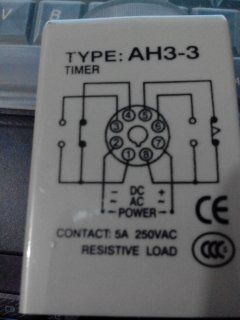 TYPE: AH3-3
TIMER
4 5
3 6
2 7
1 8
− DC +
~ AC ~
POWER
CE
CONTACT: 5A 250VAC
RESISTIVE LOAD
CCC
V
B